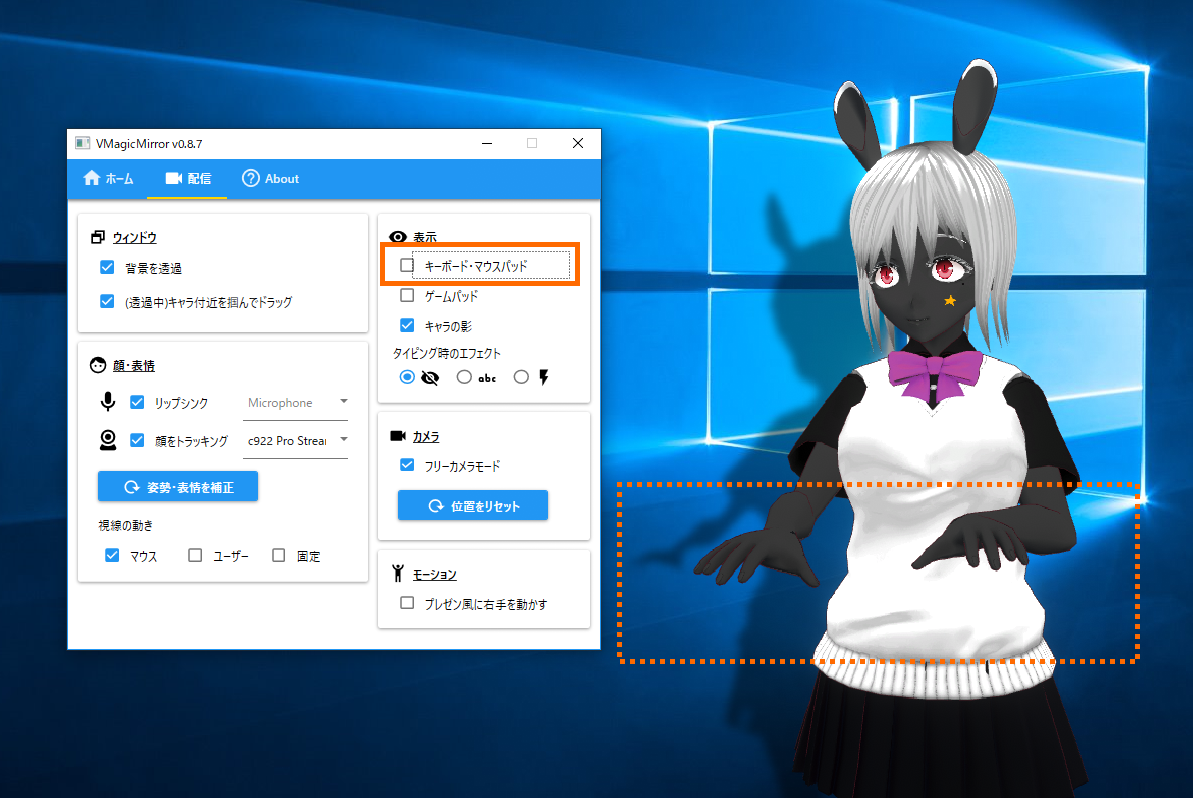 VMagicMirror v0.8.7
ホーム
配信
About
ウィンドウ
背景を透過
(透過中)キャラ付近を掴んでドラッグ
顔・表情
リップシンク
Microphone
顔をトラッキング
c922 Pro Strear
姿勢・表情を補正
視線の動き
マウス
ユーザー
固定
表示
キーボード・マウスパッド
ゲームパッド
キャラの影
タイピング時のエフェクト
abc
カメラ
フリーカメラモード
位置をリセット
モーション
プレゼン風に右手を動かす